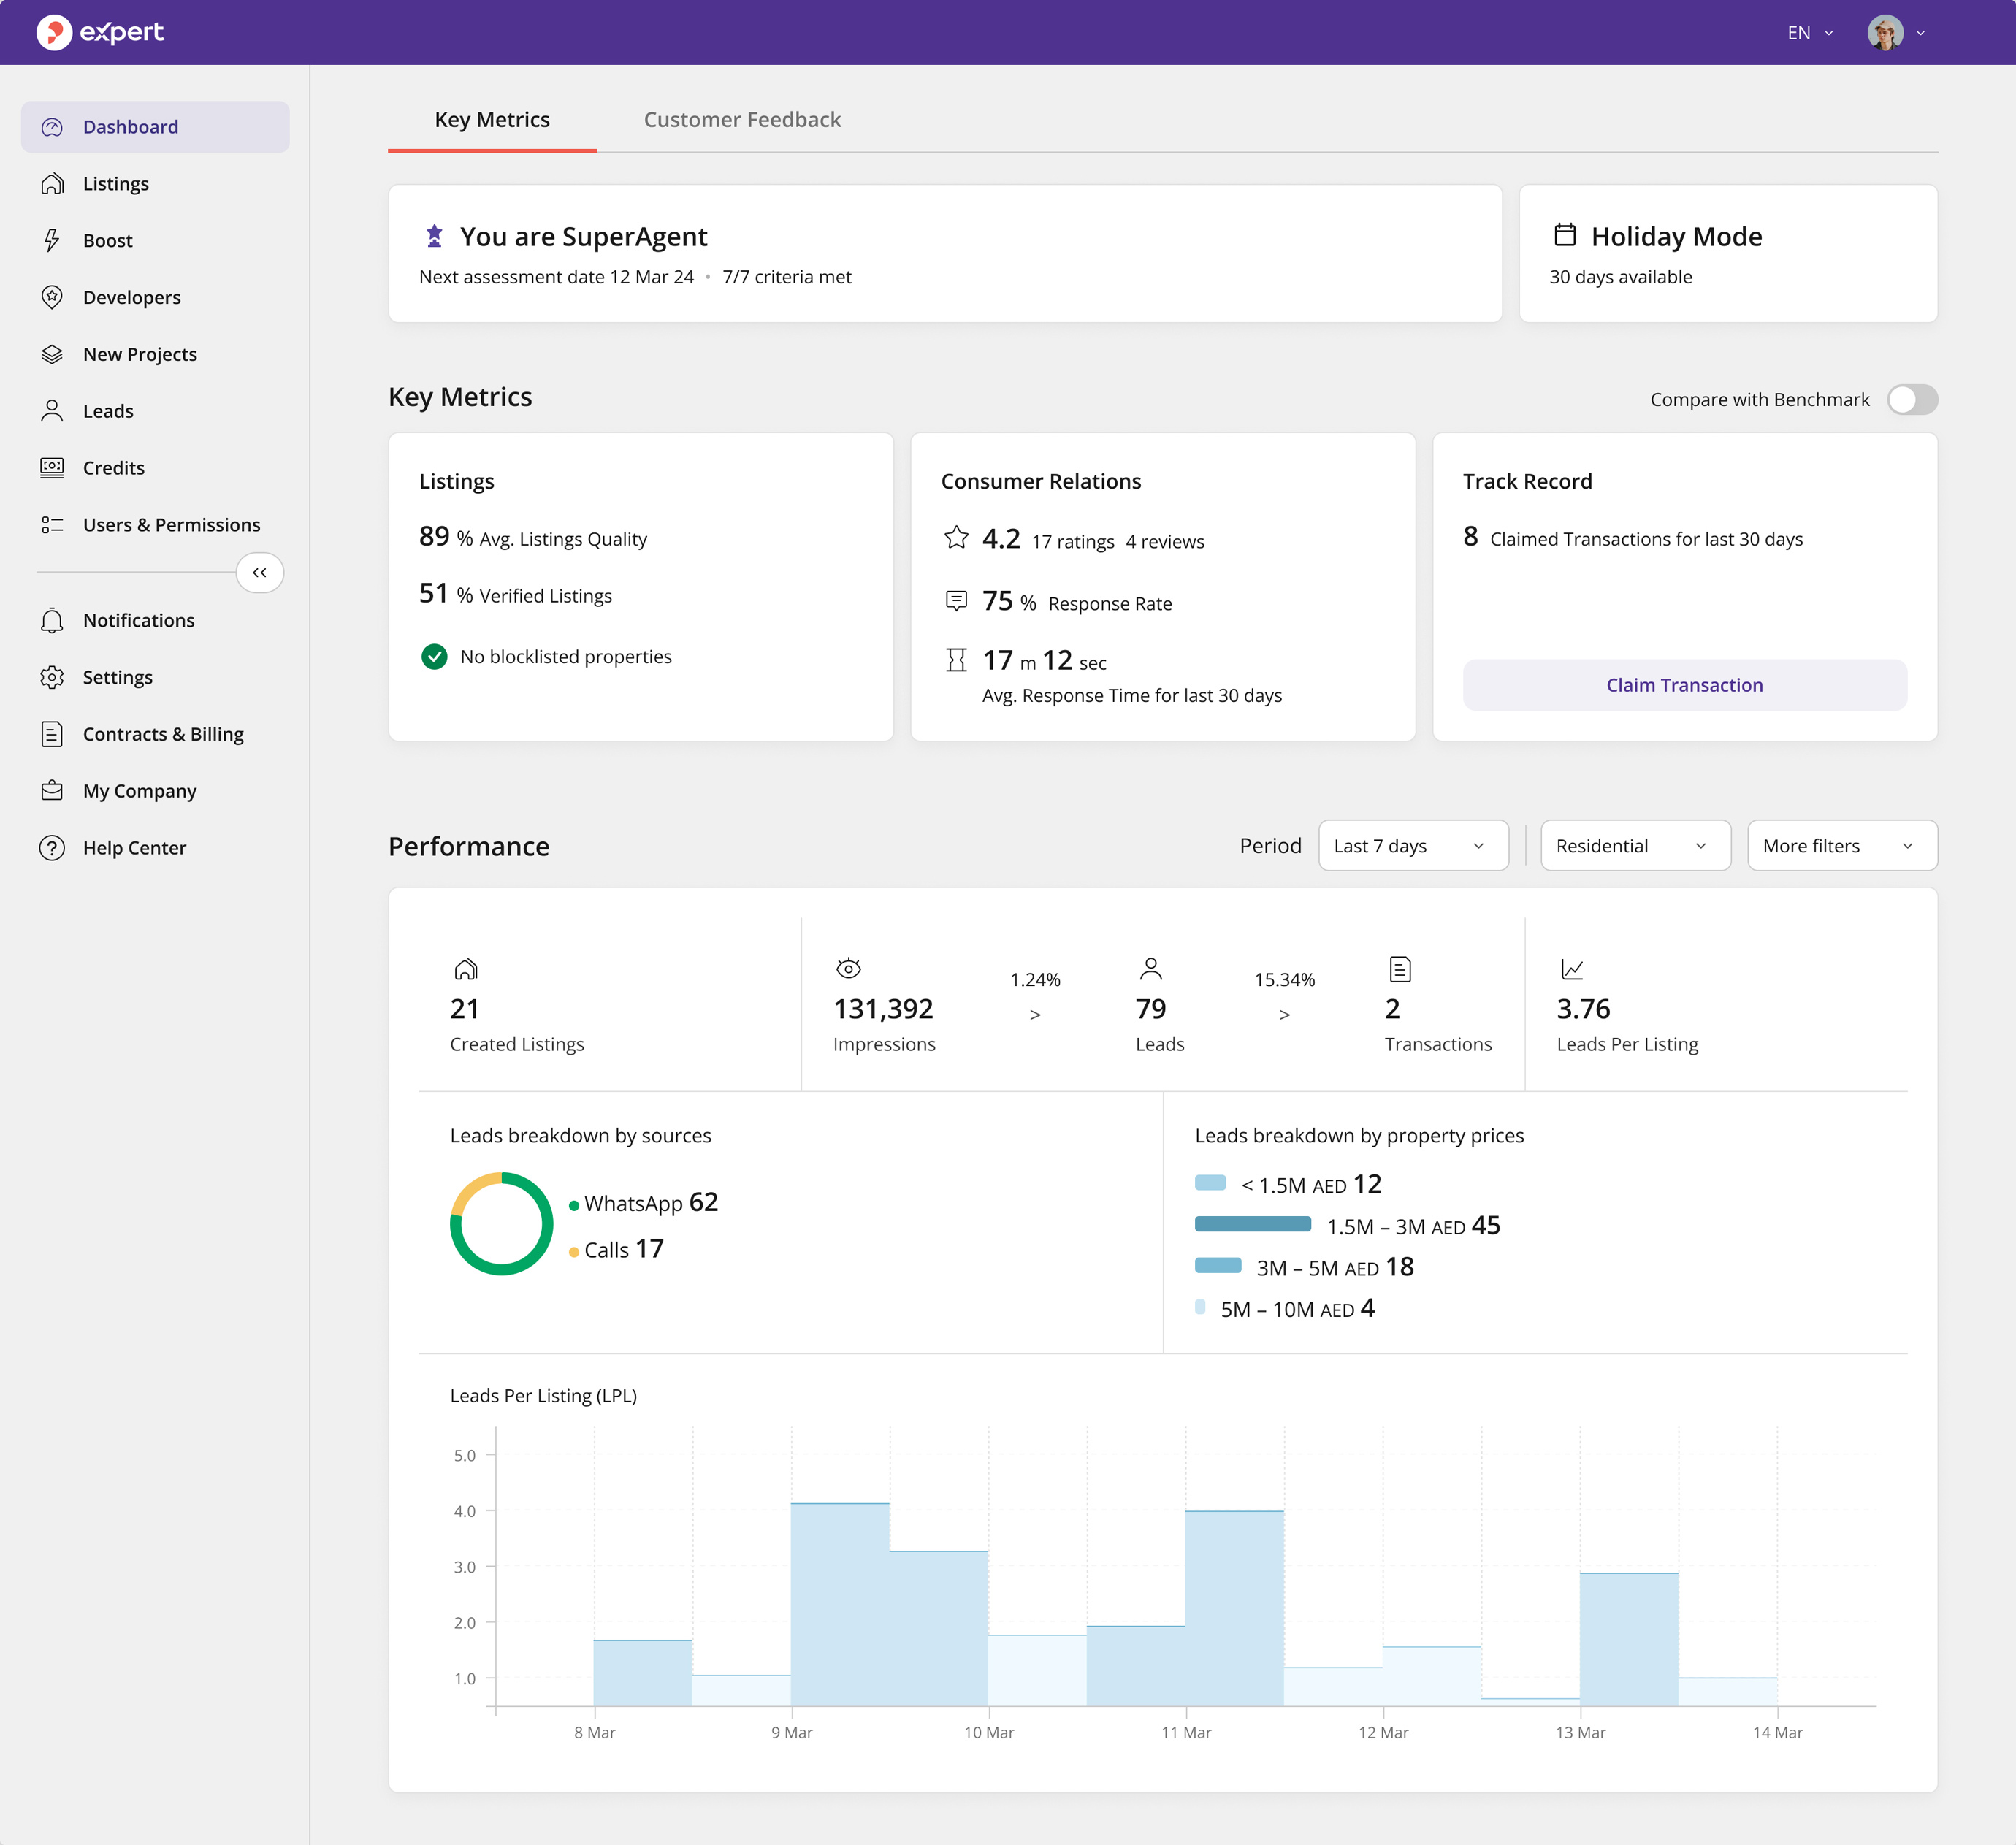 expert
EN
Dashboard
Listings
Boost
Developers
New Projects
Leads
Credits
Users & Permissions
Notifications
Settings
Contracts & Billing
My Company
Help Center
Key Metrics
Customer Feedback
You are SuperAgent
Next assessment date 12 Mar 24 • 7/7 criteria met
Holiday Mode
30 days available
Key Metrics
Compare with Benchmark
Listings
89 % Avg. Listings Quality
51 % Verified Listings
No blocklisted properties
Consumer Relations
4.2 17 ratings 4 reviews
75 % Response Rate
17 m 12 sec
Avg. Response Time for last 30 days
Track Record
8 Claimed Transactions for last 30 days
Claim Transaction
Performance
Period
Last 7 days
Residential
More filters
21
Created Listings
131,392
Impressions
1.24%
>
79
Leads
15.34%
>
2
Transactions
3.76
Leads Per Listing
Leads breakdown by sources
WhatsApp 62
Calls 17
Leads breakdown by property prices
< 1.5M AED 12
1.5M – 3M AED 45
3M – 5M AED 18
5M – 10M AED 4
Leads Per Listing (LPL)
5.0
4.0
3.0
2.0
1.0
8 Mar
9 Mar
10 Mar
11 Mar
12 Mar
13 Mar
14 Mar